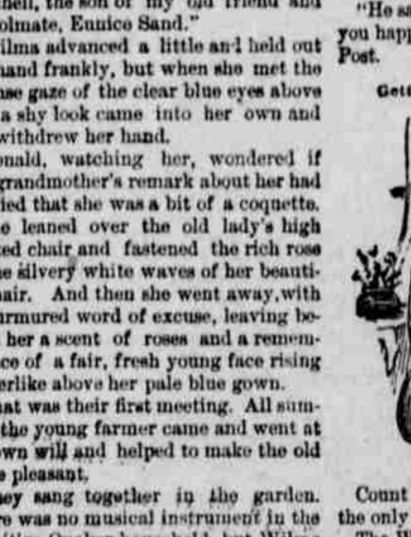 the son of my old friend and
olmate, Eunice Sand."
ilma advanced a little and held out
hand frankly, but when she met the
nse gaze of the clear blue eyes above
a shy look came into her own and
withdrew her hand.
onald, watching her, wondered if
grandmother's remark about her had
ied that she was a bit of a coquette.
e leaned over the old lady's high
ked chair and fastened the rich rose
he silvery white waves of her beauti-
hair. And then she went away, with
urmured word of excuse, leaving be-
her a scent of roses and a remem-
ce of a fair, fresh young face rising
erlike above her pale blue gown.
hat was their first meeting. All sum-
the young farmer came and went at
own will and helped to make the old
e pleasant.
hey sang together in the garden.
re was no musical instrument in the
"He sa
you happ
Post.
Gett
Count
the only